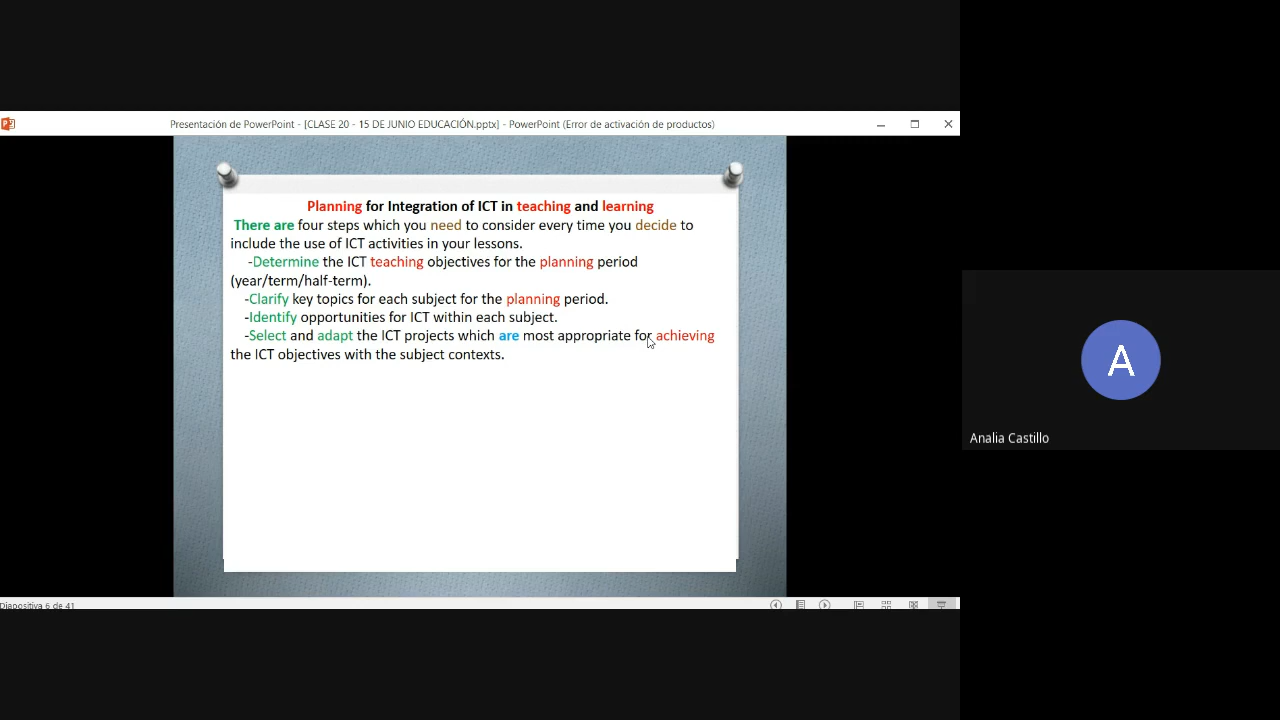 Presentación de PowerPoint - [CLASE 20 - 15 DE JUNIO EDUCACIÓN.pptx] - PowerPoint (Error de activación de productos)
Planning for Integration of ICT in teaching and learning
There are four steps which you need to consider every time you decide to
include the use of ICT activities in your lessons.
-Determine the ICT teaching objectives for the planning period
(year/term/half-term).
-Clarify key topics for each subject for the planning period.
-Identify opportunities for ICT within each subject.
-Select and adapt the ICT projects which are most appropriate for achieving
the ICT objectives with the subject contexts.
Diapositiva 6 de 41
A
Analia Castillo